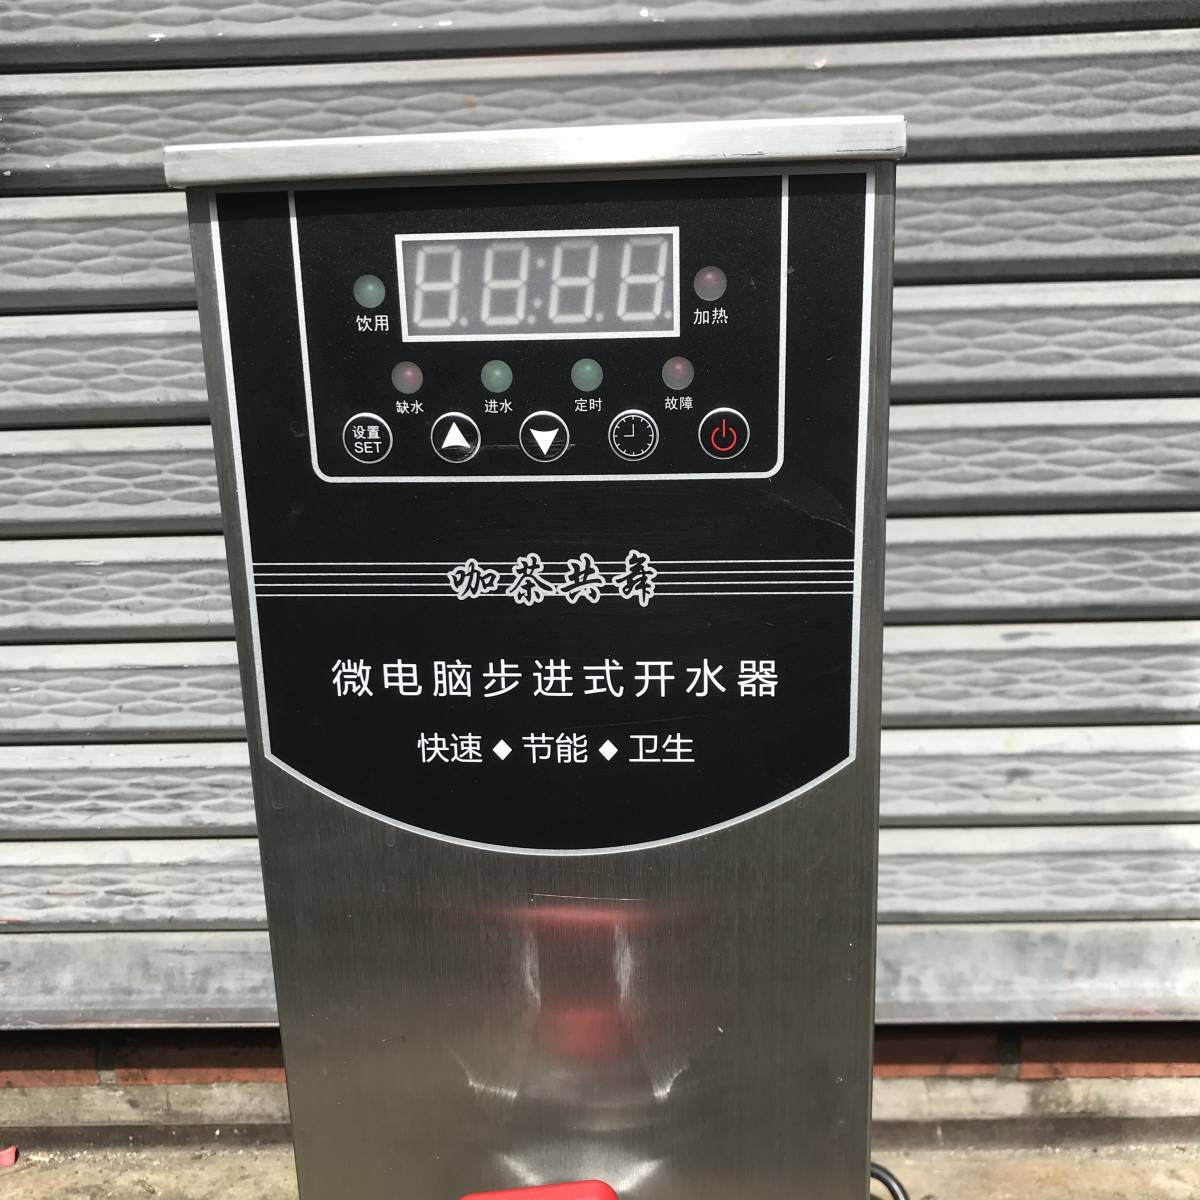 饮用
加热
缺水 进水 定时 故障
设置
SET
咖茶共舞
微电脑步进式开水器
快速◆节能◆卫生